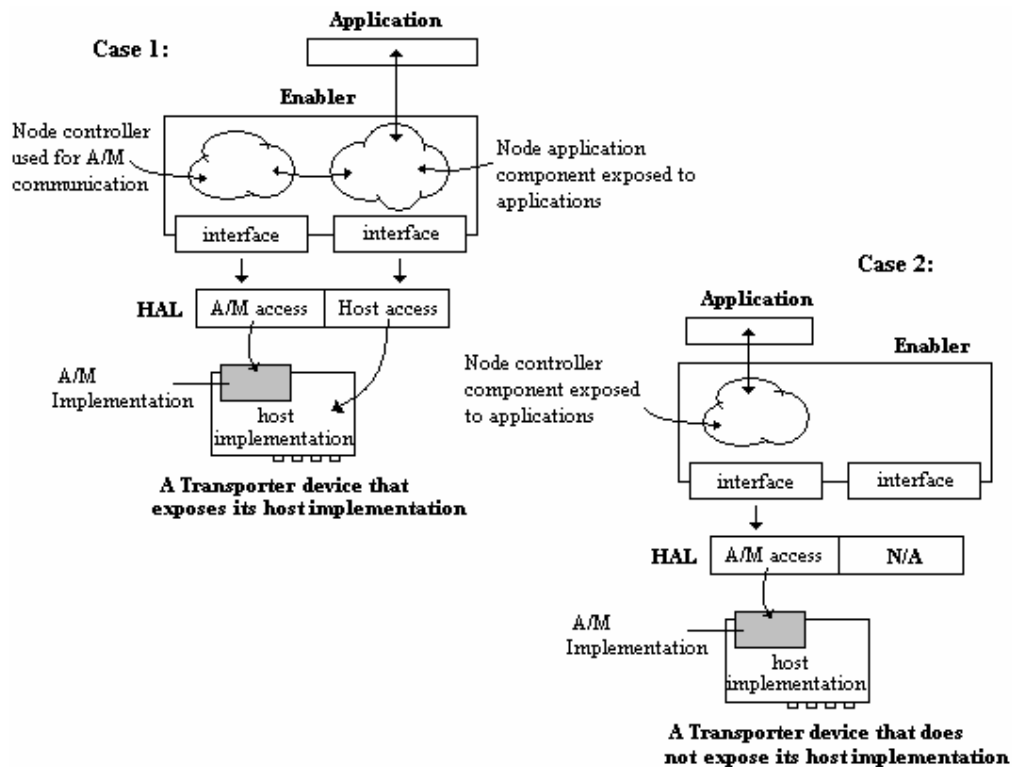 Application
Case 1:
Enabler
Node controller
used for A/M
communication
Node application
component exposed to
applications
interface
interface
HAL
A/M access
Host access
A/M
Implementation
host
implementation
A Transporter device that
exposes its host implementation
Case 2:
Application
Enabler
Node controller
component exposed
to applications
interface
interface
HAL
A/M access
N/A
A/M
Implementation
host
implementation
A Transporter device that does
not expose its host implementation